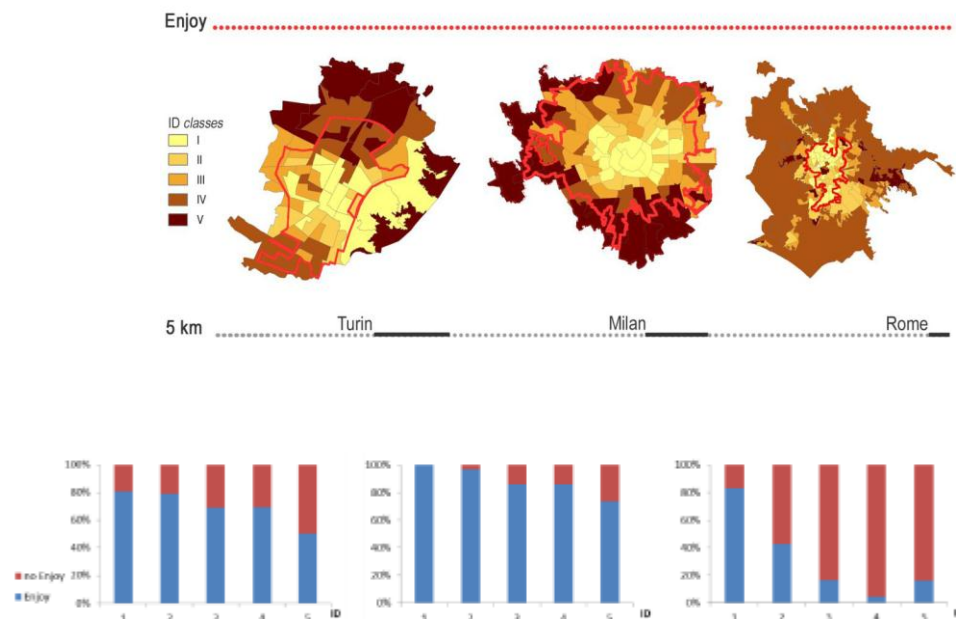 Enjoy
ID classes
I
II
III
IV
V
5 km
Turin
Milan
Rome
100%
80%
60%
40%
20%
0%
no Enjoy
Enjoy
1 2 3 4 5 ID
100%
80%
60%
40%
20%
0%
1 2 3 4 5 ID
100%
80%
60%
40%
20%
0%
1 2 3 4 5